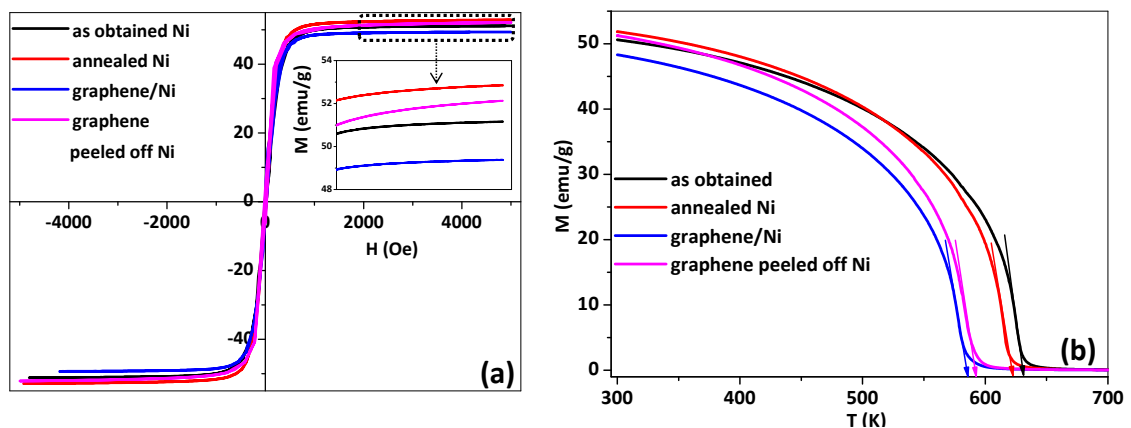 as obtained Ni
annealed Ni
graphene/Ni
graphene
peeled off Ni
40
20
0
-20
-40
-4000
-2000
0
2000
4000
H (Oe)
M (emu/g)
54
52
50
48
(a)
50
40
30
20
10
0
M (emu/g)
as obtained
annealed Ni
graphene/Ni
graphene peeled off Ni
(b)
300
400
500
600
700
T (K)